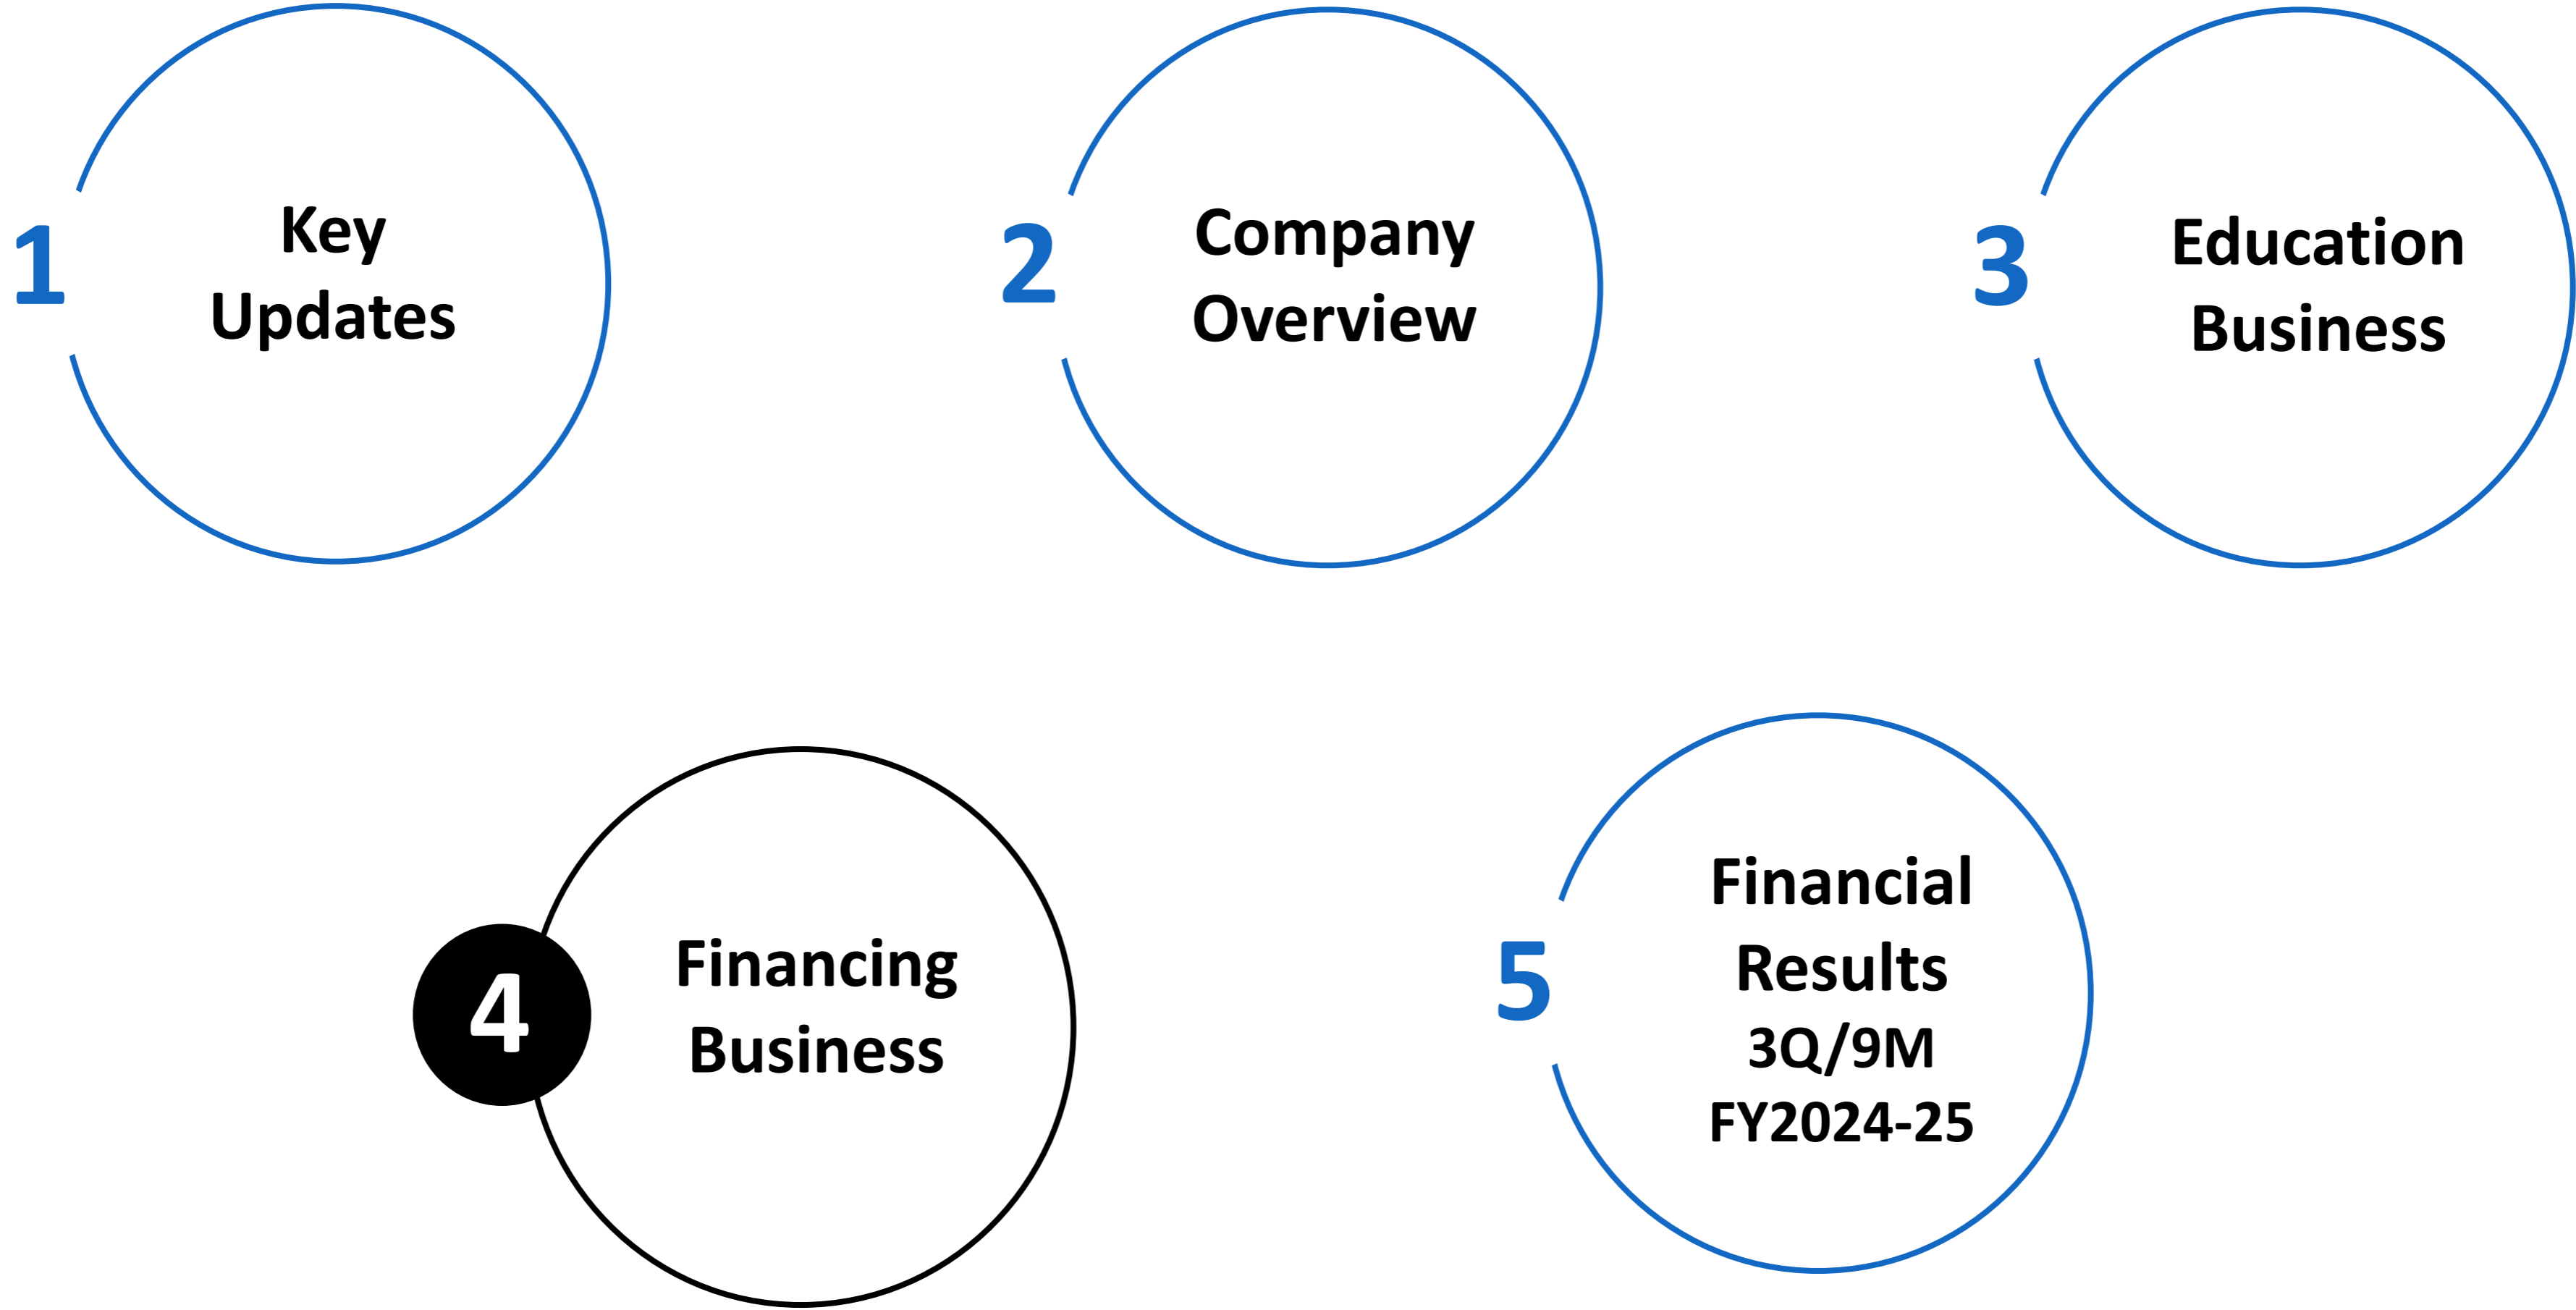 1
Key
Updates
2
Company
Overview
3
Education
Business
4
Financing
Business
5
Financial
Results
3Q/9M
FY2024-25